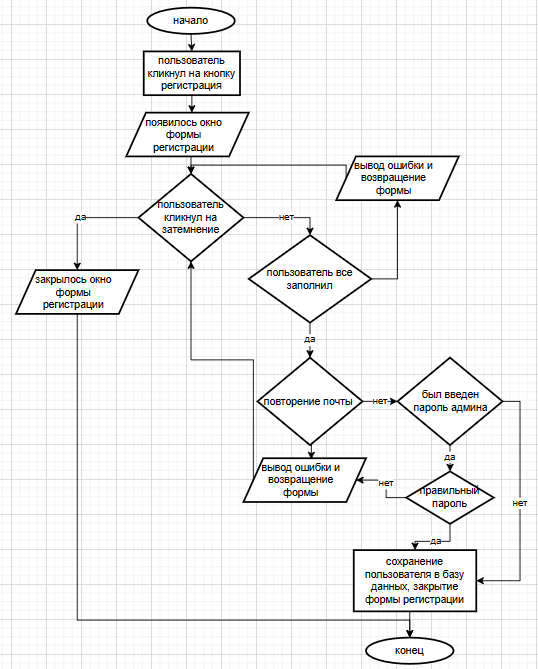 начало
пользователь
кликнул на кнопку
регистрация
появилось окно
формы
регистрации
вывод ошибки и
возвращение
формы
пользователь
кликнул на
затемнение
да
нет
закрылось окно
формы
регистрации
пользователь все
заполнил
да
повторение почты
нет
был введен
пароль админа
да
вывод ошибки и
возвращение
формы
нет
правильный
пароль
нет
да
сохранение
пользователя в базу
данных, закрытие
формы регистрации
конец